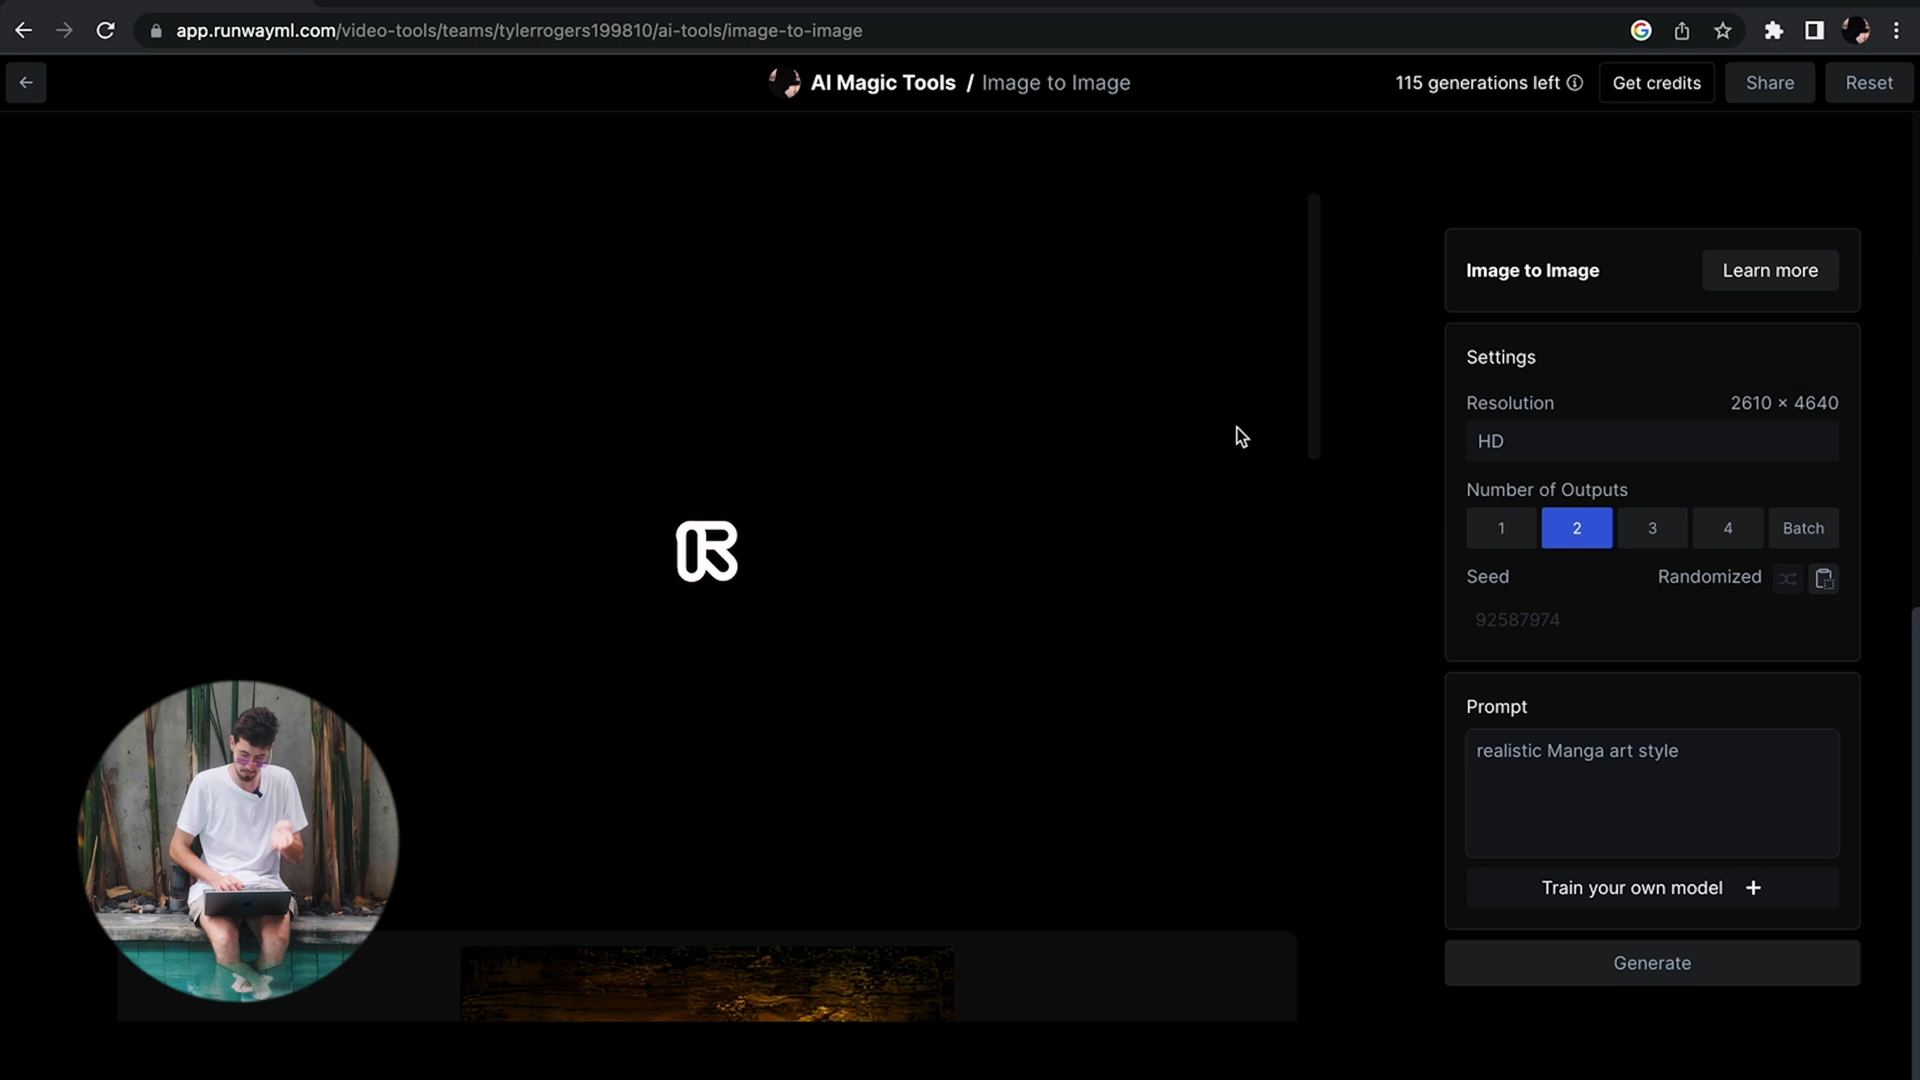 app.runwayml.com/video-tools/teams/tylerrogers199810/ai-tools/image-to-image
AI Magic Tools / Image to Image
115 generations left
Get credits
Share
Reset
Image to Image
Learn more
Settings
Resolution
2610 × 4640
HD
Number of Outputs
1
2
3
4
Batch
Seed
Randomized
92587974
Prompt
realistic Manga art style
Train your own model +
Generate